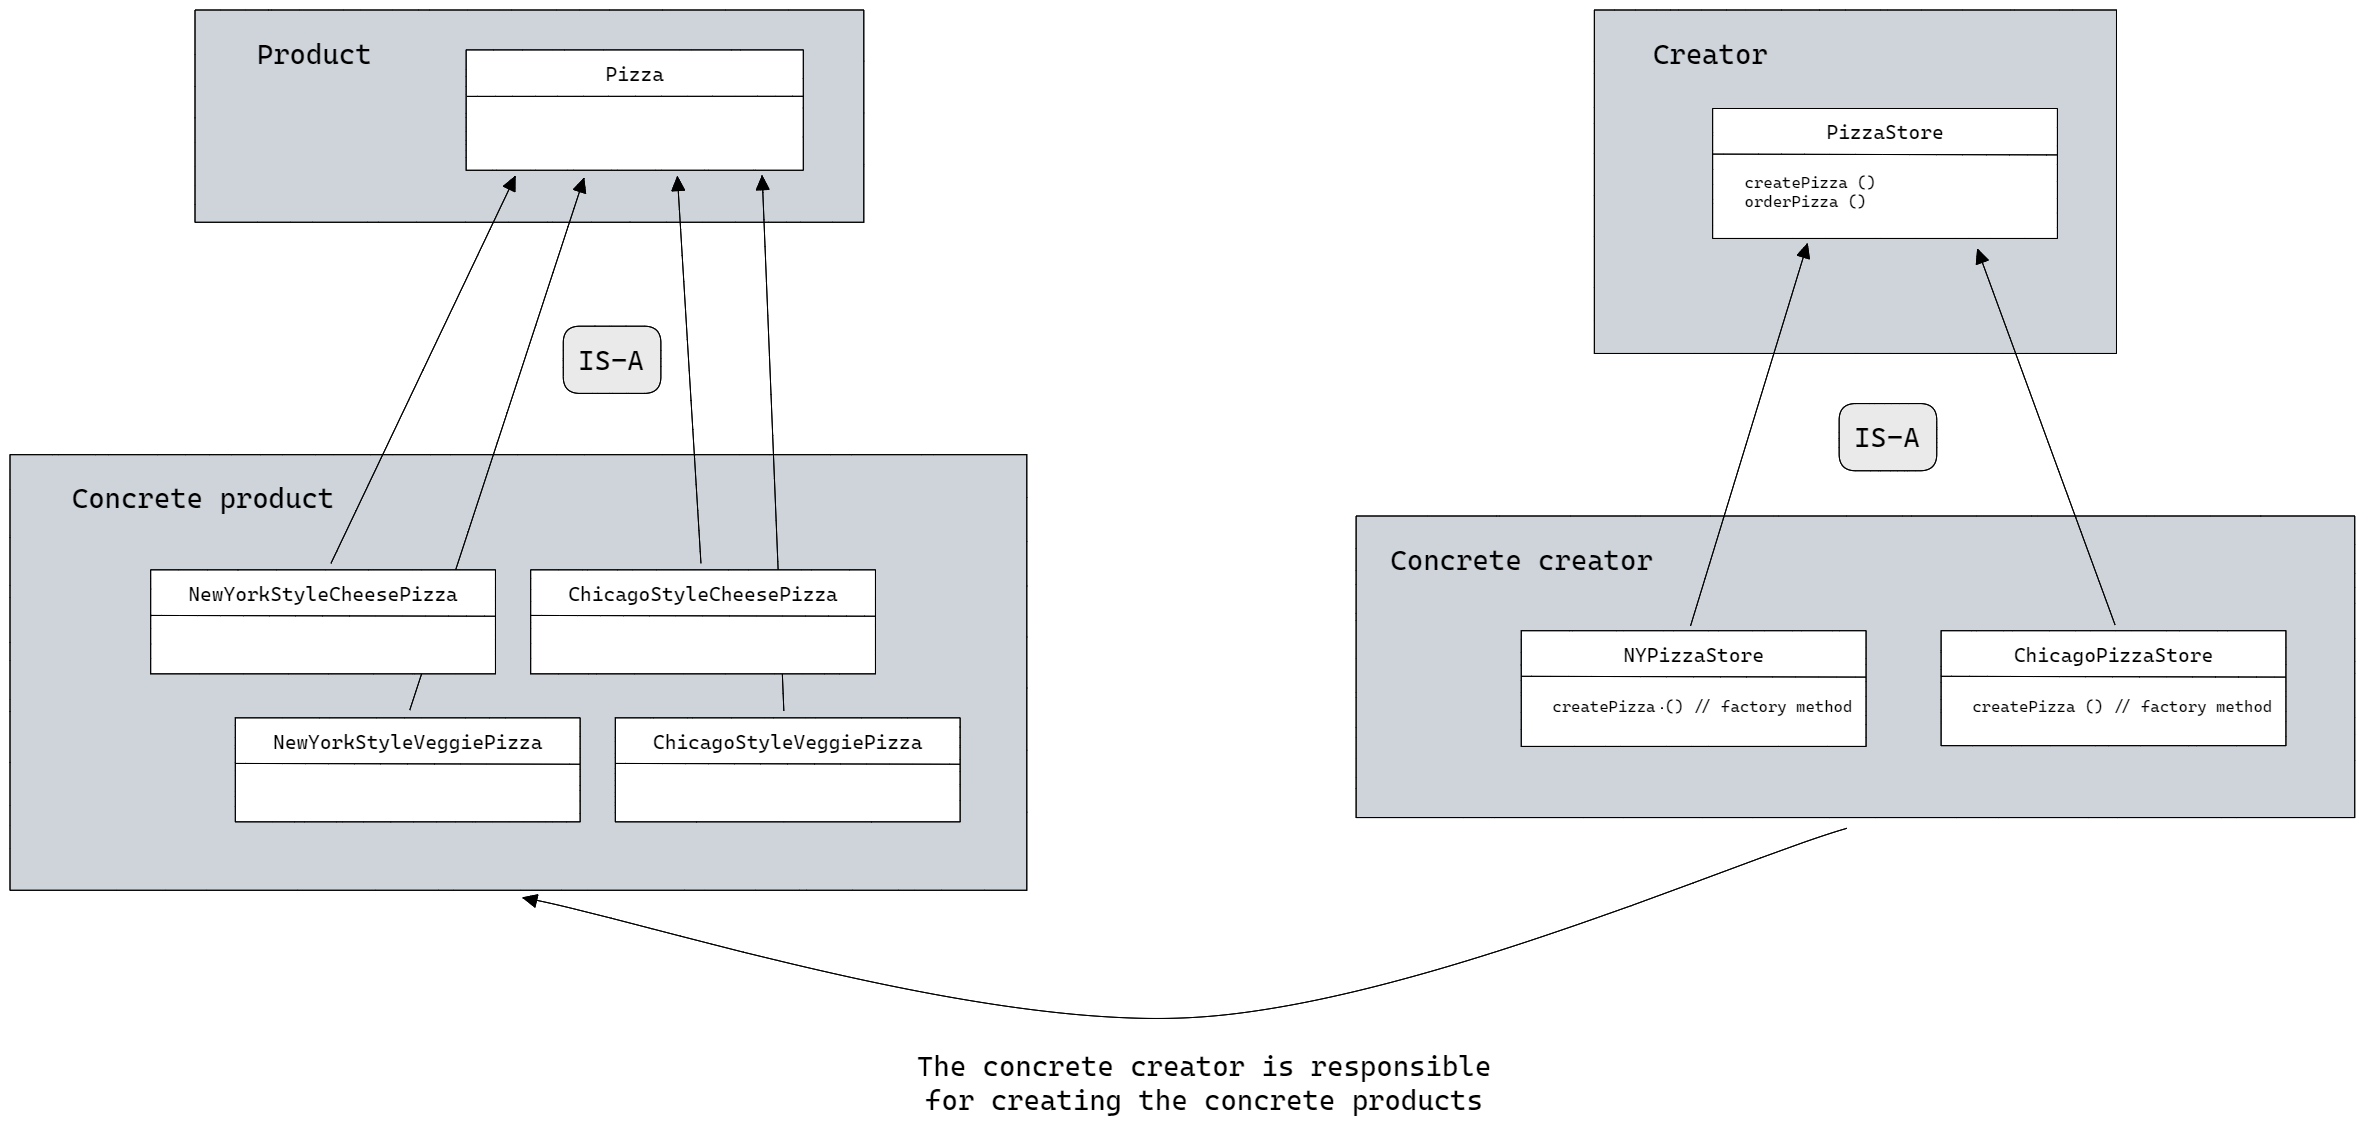 Product
Pizza
IS-A
Concrete product
NewYorkStyleCheesePizza
ChicagoStyleCheesePizza
NewYorkStyleVeggiePizza
ChicagoStyleVeggiePizza
Creator
PizzaStore
createPizza ()
orderPizza ()
IS-A
Concrete creator
NYPizzaStore
createPizza·() // factory method
ChicagoPizzaStore
createPizza () // factory method
The concrete creator is responsible
for creating the concrete products